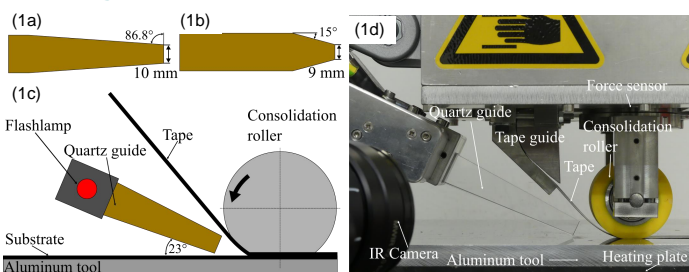 (1a)
86.8°
10 mm
(1b)
15°
9 mm
(1c)
Flashlamp
Quartz guide
Tape
Consolidation
roller
Substrate
23°
Aluminum tool
(1d)
Force sensor
Quartz guide
Tape guide
Consolidation
roller
Tape
IR Camera
Aluminum tool
Heating plate